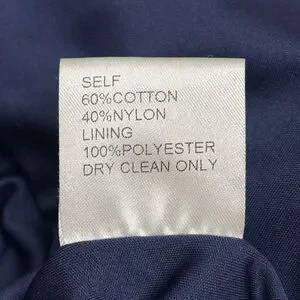 SELF
60%COTTON
40%NYLON
LINING
100%POLYESTER
DRY CLEAN ONLY